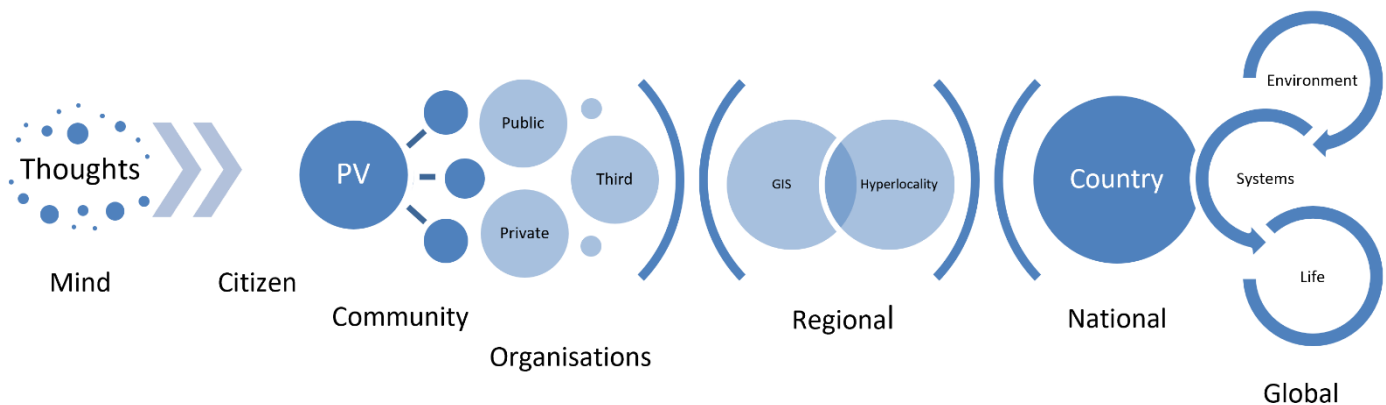 Thoughts
Mind
Citizen
PV
Community
Public
Third
Private
Organisations
GIS
Hyperlocality
Regional
Country
National
Environment
Systems
Life
Global